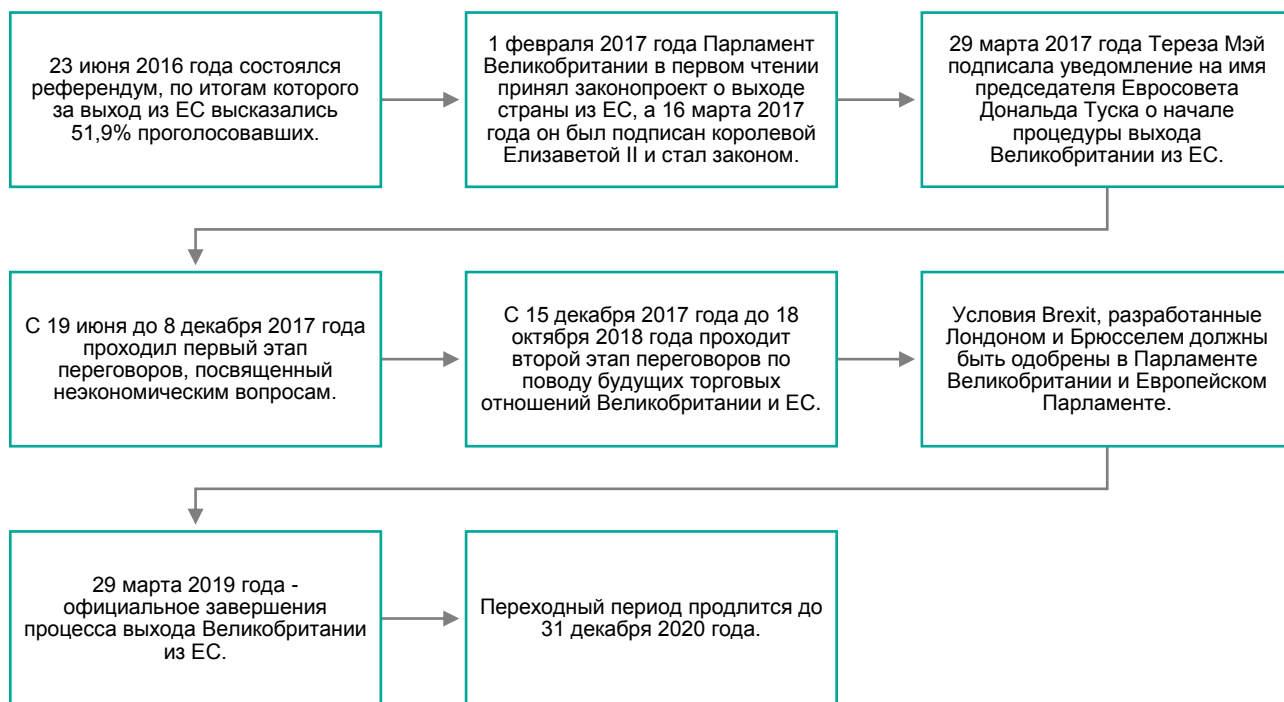 23 июня 2016 года состоялся
референдум, по итогам которого
за выход из ЕС высказались
51,9% проголосовавших.
1 февраля 2017 года Парламент
Великобритании в первом чтении
принял законопроект о выходе
страны из ЕС, а 16 марта 2017
года он был подписан королевой
Елизаветой II и стал законом.
29 марта 2017 года Тереза Мэй
подписала уведомление на имя
председателя Евросовета
Дональда Туска о начале
процедуры выхода
Великобритании из ЕС.
С 19 июня до 8 декабря 2017 года
проходил первый этап
переговоров, посвященный
неэкономическим вопросам.
С 15 декабря 2017 года до 18
октября 2018 года проходит
второй этап переговоров по
поводу будущих торговых
отношений Великобритании и ЕС.
Условия Brexit, разработанные
Лондоном и Брюсселем должны
быть одобрены в Парламенте
Великобритании и Европейском
Парламенте.
29 марта 2019 года -
официальное завершения
процесса выхода Великобритании
из ЕС.
Переходный период продлится до
31 декабря 2020 года.